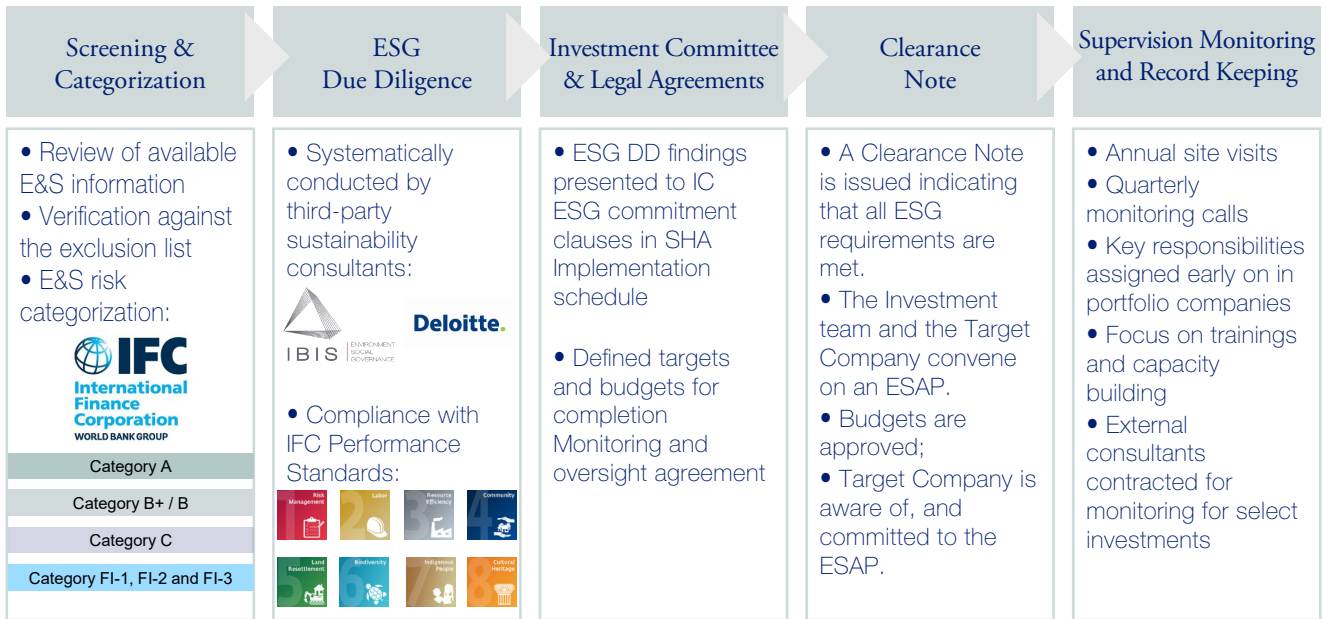 Screening &
Categorization
ESG
Due Diligence
Investment Committee
& Legal Agreements
Clearance
Note
Supervision Monitoring
and Record Keeping
• Review of available
E&S information
• Verification against
the exclusion list
• E&S risk
categorization:
IFC
International
Finance
Corporation
WORLD BANK GROUP
Category A
Category B+ / B
Category C
Category FI-1, FI-2 and FI-3
• Systematically
conducted by
third-party
sustainability
consultants:
IBIS
ENVIRONMENT
SOCIAL
GOVERNANCE
Deloitte.
• Compliance with
IFC Performance
Standards:
1
Risk
Management
2
Labor
3
Resource
Efficiency
4
Community
5
Land
Resettlement
6
Biodiversity
7
Indigenous
People
8
Cultural
Heritage
• ESG DD findings
presented to IC
ESG commitment
clauses in SHA
Implementation
schedule
• Defined targets
and budgets for
completion
Monitoring and
oversight agreement
• A Clearance Note
is issued indicating
that all ESG
requirements are
met.
• The Investment
team and the Target
Company convene
on an ESAP.
• Budgets are
approved;
• Target Company is
aware of, and
committed to the
ESAP.
• Annual site visits
• Quarterly
monitoring calls
• Key responsibilities
assigned early on in
portfolio companies
• Focus on trainings
and capacity
building
• External
consultants
contracted for
monitoring for select
investments